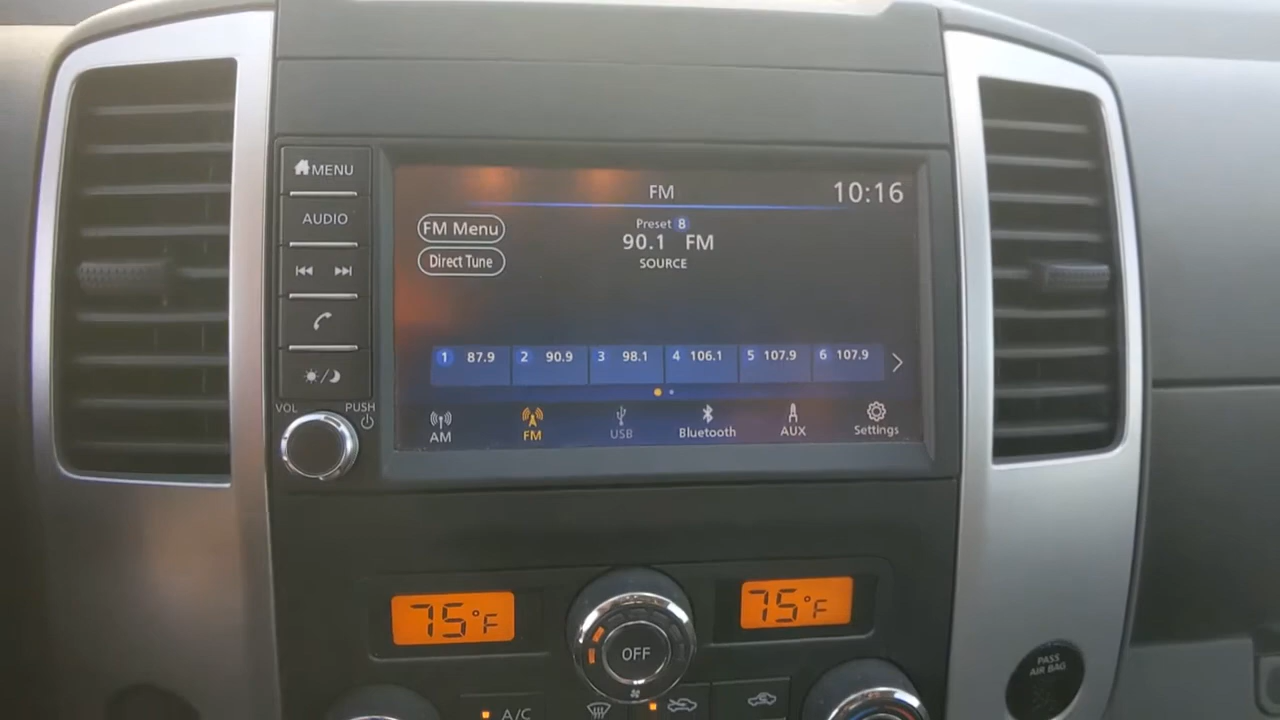 MENU
AUDIO
VOL
PUSH
FM
10:16
FM Menu
Direct Tune
Preset 8
90.1 FM
SOURCE
1 87.9 2 90.9 3 98.1 4 106.1 5 107.9 6 107.9
AM FM USB Bluetooth AUX Settings
75°F
75°F
OFF
A/C
PASS
AIR BAG